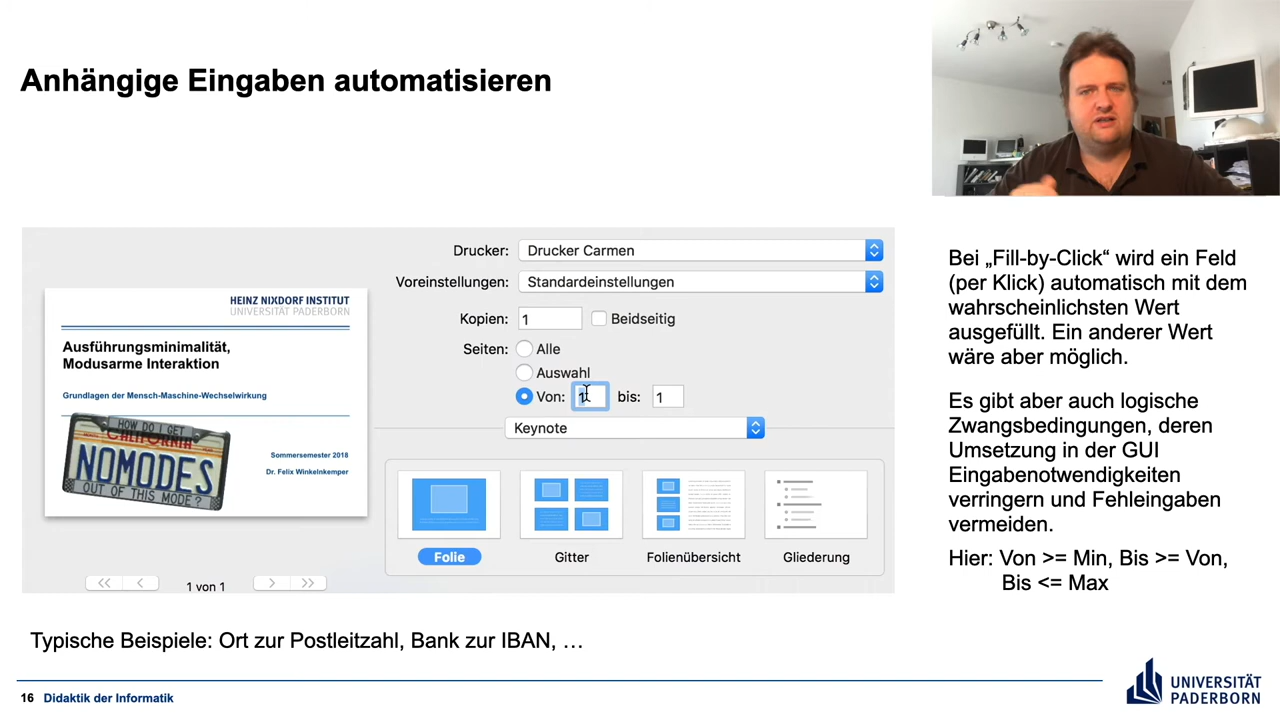 Anhängige Eingaben automatisieren
Drucker: Drucker Carmen
Voreinstellungen: Standardeinstellungen
Kopien: 1 Beidseitig
Seiten: Alle
Auswahl
Von: 1 bis: 1
Keynote
Folie Gitter Folienübersicht Gliederung
HEINZ NIXDORF INSTITUT
UNIVERSITÄT PADERBORN
Ausführungsminimalität,
Modusarme Interaktion
Grundlagen der Mensch-Maschine-Wechselwirkung
HOW DO I GET
CALIFORNIA
NOMODES
OUT OF THIS MODE?
Sommersemester 2018
Dr. Felix Winkelnkemper
1 von 1
Bei „Fill-by-Click“ wird ein Feld
(per Klick) automatisch mit dem
wahrscheinlichsten Wert
ausgefüllt. Ein anderer Wert
wäre aber möglich.
Es gibt aber auch logische
Zwangsbedingungen, deren
Umsetzung in der GUI
Eingabenotwendigkeiten
verringern und Fehleingaben
vermeiden.
Hier: Von >= Min, Bis >= Von,
Bis <= Max
Typische Beispiele: Ort zur Postleitzahl, Bank zur IBAN, …
16 Didaktik der Informatik
UNIVERSITÄT
PADERBORN